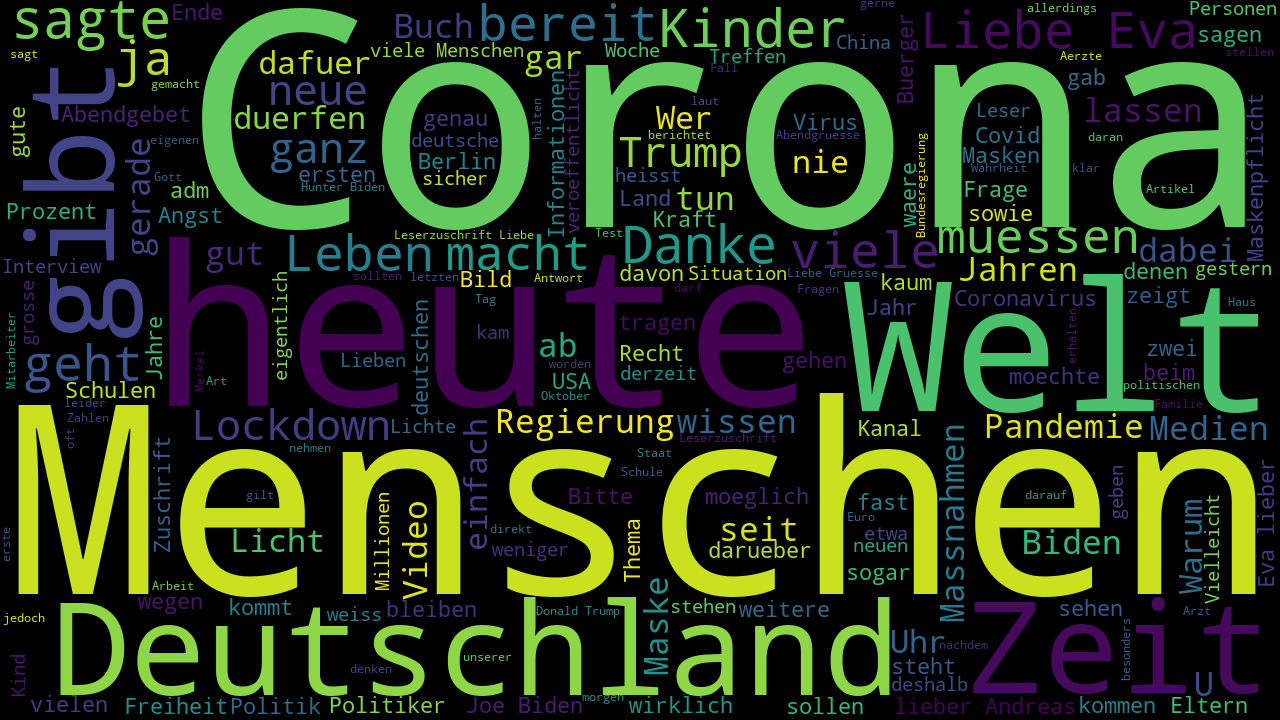 sagte
Ende
Corona
Buch
bereit
Kinder
gerne
China
Liebe Eva
allerdings
Personen
sagen
sagt
ja
gemacht
dafuer
viele Menschen
gar
Woche
Treffen
Fall
Buerger
Aerzte
stellen
gab
gibt
Abendgebet
neue
halten
Informationen
veroeffentlicht
laut
Leser
lassen
gute
eigenen
gerade
duerfen
genau
deutsche
Wer
berichtet
Virus
Abendgruesse
Covid
daran
Maskenpflicht
ganz
Berlin
Trump
nie
Masken
Bundesregierung
Wahrheit
klar
Gott
ersten
Hunter Biden
sicher
heisst
waere
Frage
Artikel
adm
Land
tun
Prozent
Angst
Kraft
sowie
Leserzuschrift Liebe
Test
muessen
gut
Leben
macht
Danke
viele
dabei
Interview
sollten
letzten
Bild
Antwort
davon
Situation
Liebe Gruesse
kaum
Jahren
denen
gestern
grosse
eigentlich
heute
Tag
darf
Fragen
Welt
Jahr
Coronavirus
zeigt
Haus
Mitarbeiter
Jahre
deutschen
kam
tragen
erhalten
geht
Merkel
Lieben
ab
worden
Recht
gehen
zwei
Art
USA
derzeit
moechte
beim
politischen
Schulen
Oktober
leider
Zahlen
Familie
Menschen
oft
Lockdown
Lichte
Regierung
wissen
Leserzuschrift
Kanal
Pandemie
Medien
nehmen
Staat
Zuschrift
einfach
Schule
Massnahmen
gilt
Millionen
Video
Bitte
moeglich
fast
darauf
geben
Eva lieber
Licht
direkt
weniger
Thema
seit
darueber
Euro
etwa
neuen
Biden
Warum
Vielleicht
erste
sogar
Arbeit
wegen
kommt
weiss
bleiben
Donald Trump
Maske
stehen
weitere
sehen
Arzt
jedoch
Deutschland
Uhr
nachdem
Zeit
besonders
Kind
denken
unserer
steht
deshalb
U
vielen
Freiheit
Politik
Politiker
Joe Biden
morgen
wirklich
sollen
lieber Andreas
kommen
Eltern